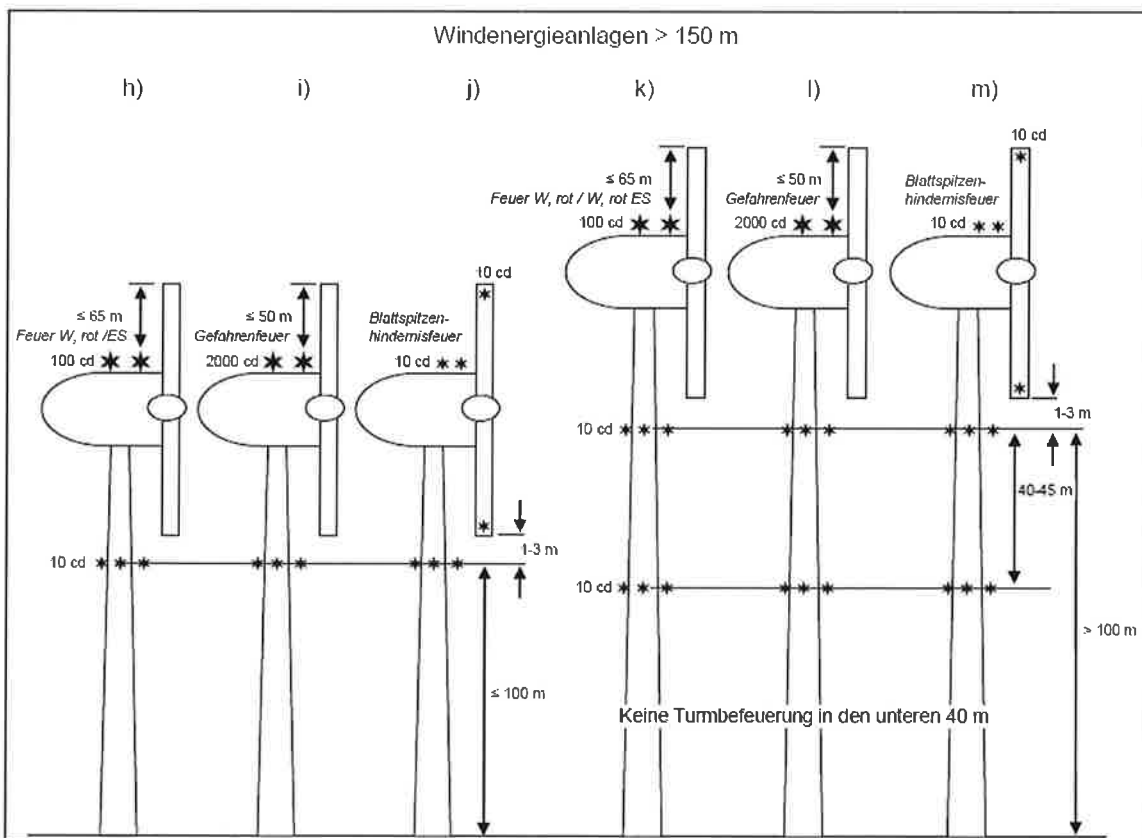 Windenergieanlagen > 150 m
h)
i)
j)
k)
l)
m)
10 cd
≤ 65 m
Feuer W, rot / W, rot ES
100 cd
≤ 50 m
Gefahrenfeuer
2000 cd
Blattspitzen-
hindernisfeuer
10 cd
10 cd
≤ 65 m
Feuer W, rot /ES
100 cd
≤ 50 m
Gefahrenfeuer
2000 cd
Blattspitzen-
hindernisfeuer
10 cd
1-3 m
10 cd
40-45 m
1-3 m
10 cd
10 cd
> 100 m
≤ 100 m
Keine Turmbefeuerung in den unteren 40 m